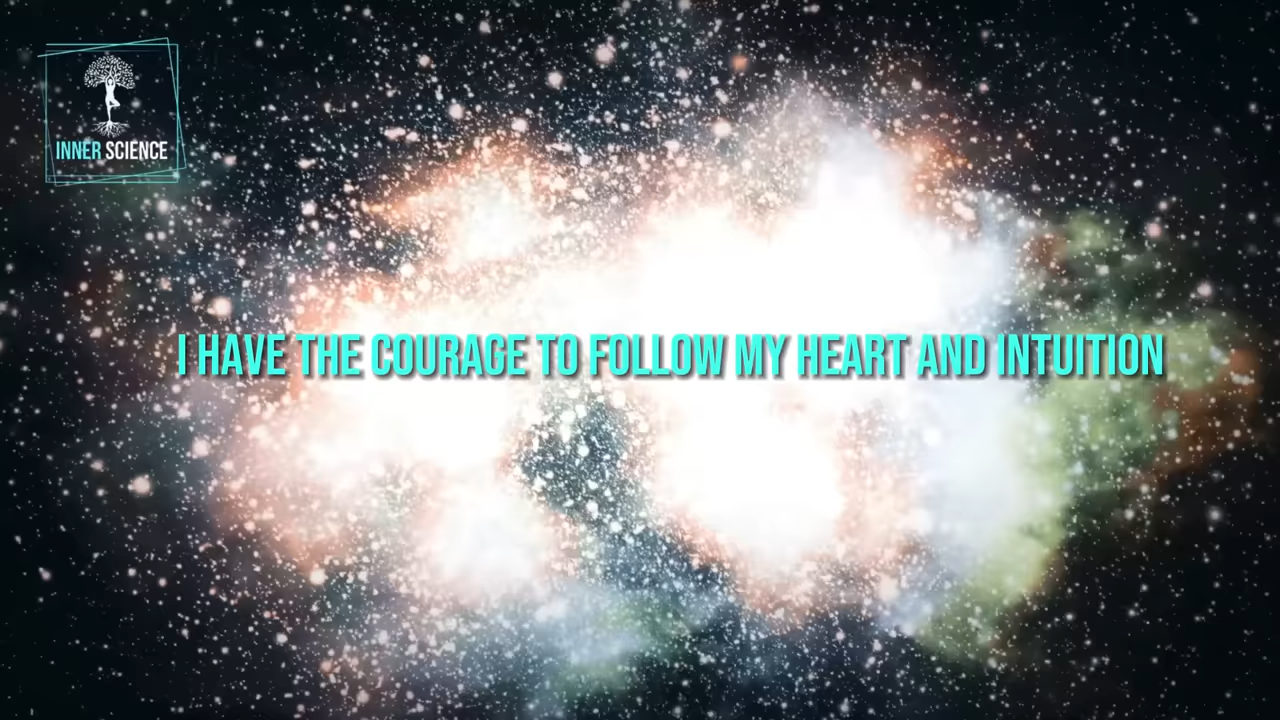 INNER SCIENCE
I HAVE THE COURAGE TO FOLLOW MY HEART AND INTUITION